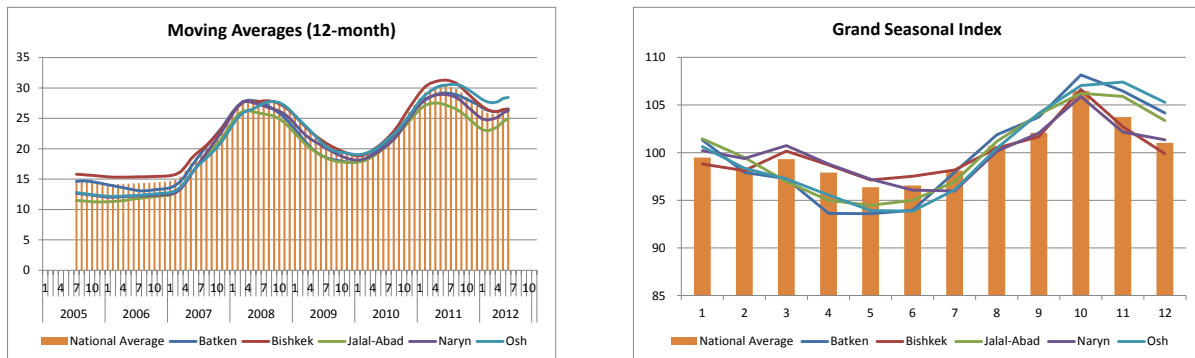 Moving Averages (12-month)
35
30
25
20
15
10
5
0
1 4 7 10 1 4 7 10 1 4 7 10 1 4 7 10 1 4 7 10 1 4 7 10 1 4 7 10 1 4 7 10
2005 2006 2007 2008 2009 2010 2011 2012
National Average Batken Bishkek Jalal-Abad Naryn Osh
Grand Seasonal Index
110
105
100
95
90
85
1 2 3 4 5 6 7 8 9 10 11 12
National Average Batken Bishkek Jalal-Abad Naryn Osh